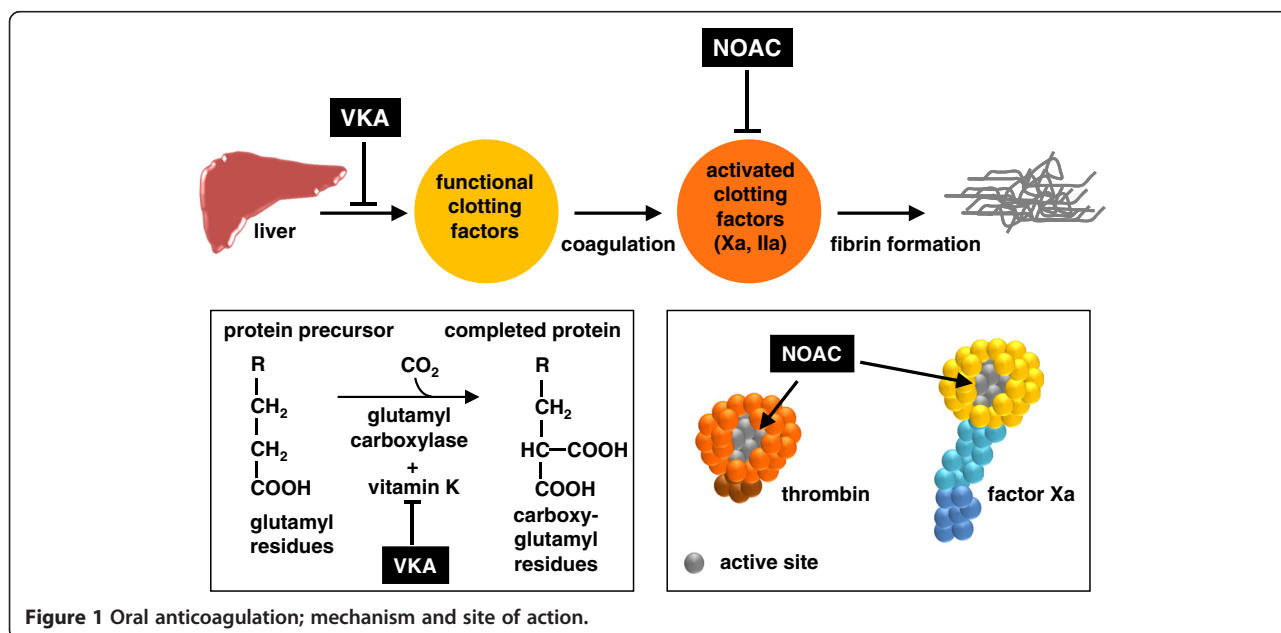 NOAC
VKA
liver
functional
clotting
factors
coagulation
activated
clotting
factors
(Xa, IIa)
fibrin formation
protein precursor
completed protein
R
CH2
CH2
COOH
glutamyl
residues
CO2
glutamyl
carboxylase
+
vitamin K
VKA
R
CH2
HC—COOH
COOH
carboxy-
glutamyl
residues
NOAC
thrombin
factor Xa
active site
Figure 1 Oral anticoagulation; mechanism and site of action.